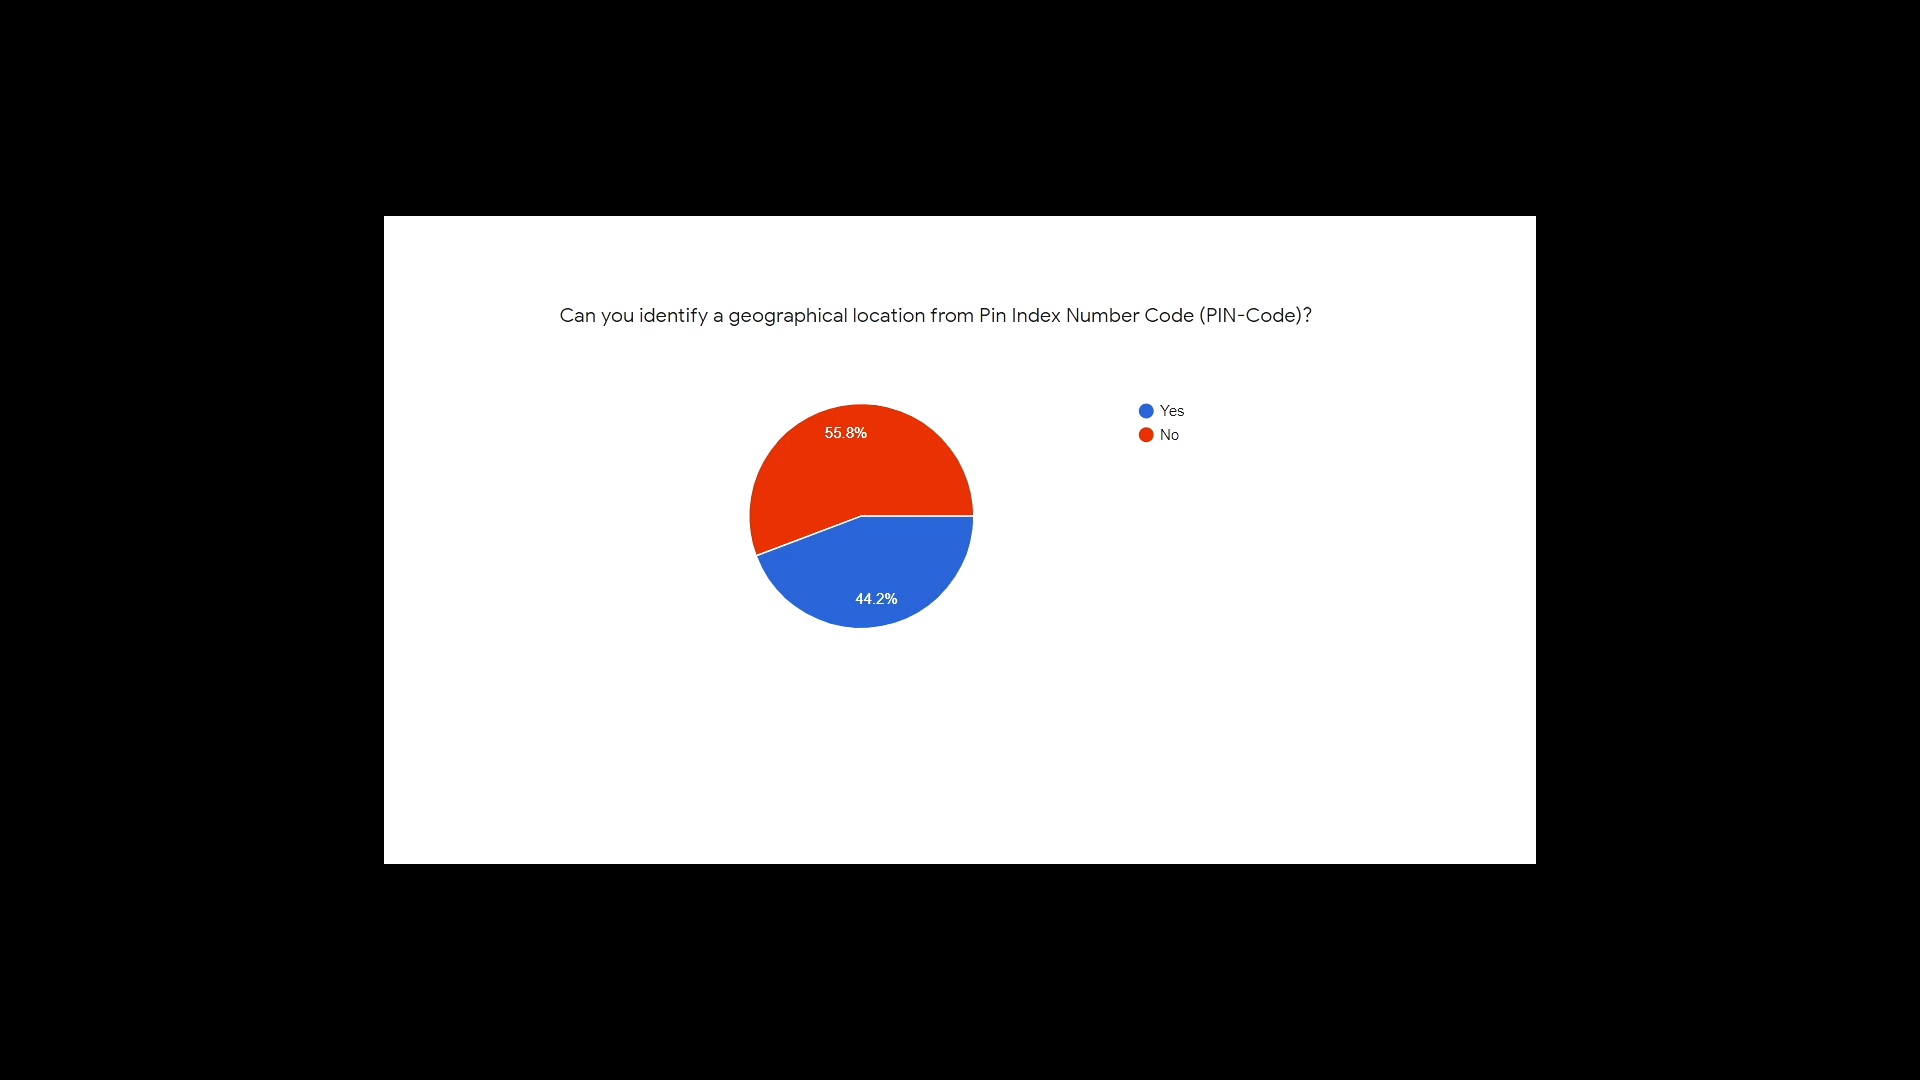 Can you identify a geographical location from Pin Index Number Code (PIN-Code)?
Yes
No
55.8%
44.2%